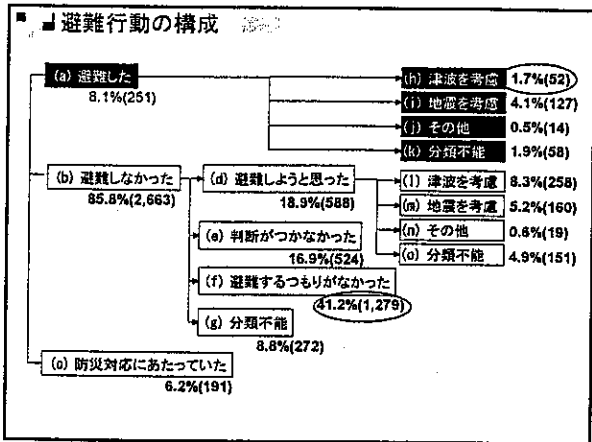 避難行動の構成
(a) 避難した
8.1%(251)
(h) 津波を考慮 1.7%(52)
(i) 地震を考慮 4.1%(127)
(j) その他 0.5%(14)
(k) 分類不能 1.9%(58)
(b) 避難しなかった
85.8%(2,663)
(d) 避難しようと思った
18.9%(588)
(l) 津波を考慮 8.3%(258)
(m) 地震を考慮 5.2%(160)
(n) その他 0.6%(19)
(o) 分類不能 4.9%(151)
(e) 判断がつかなかった
16.9%(524)
(f) 避難するつもりがなかった
41.2%(1,279)
(g) 分類不能
8.8%(272)
(c) 防災対応にあたっていた
6.2%(191)